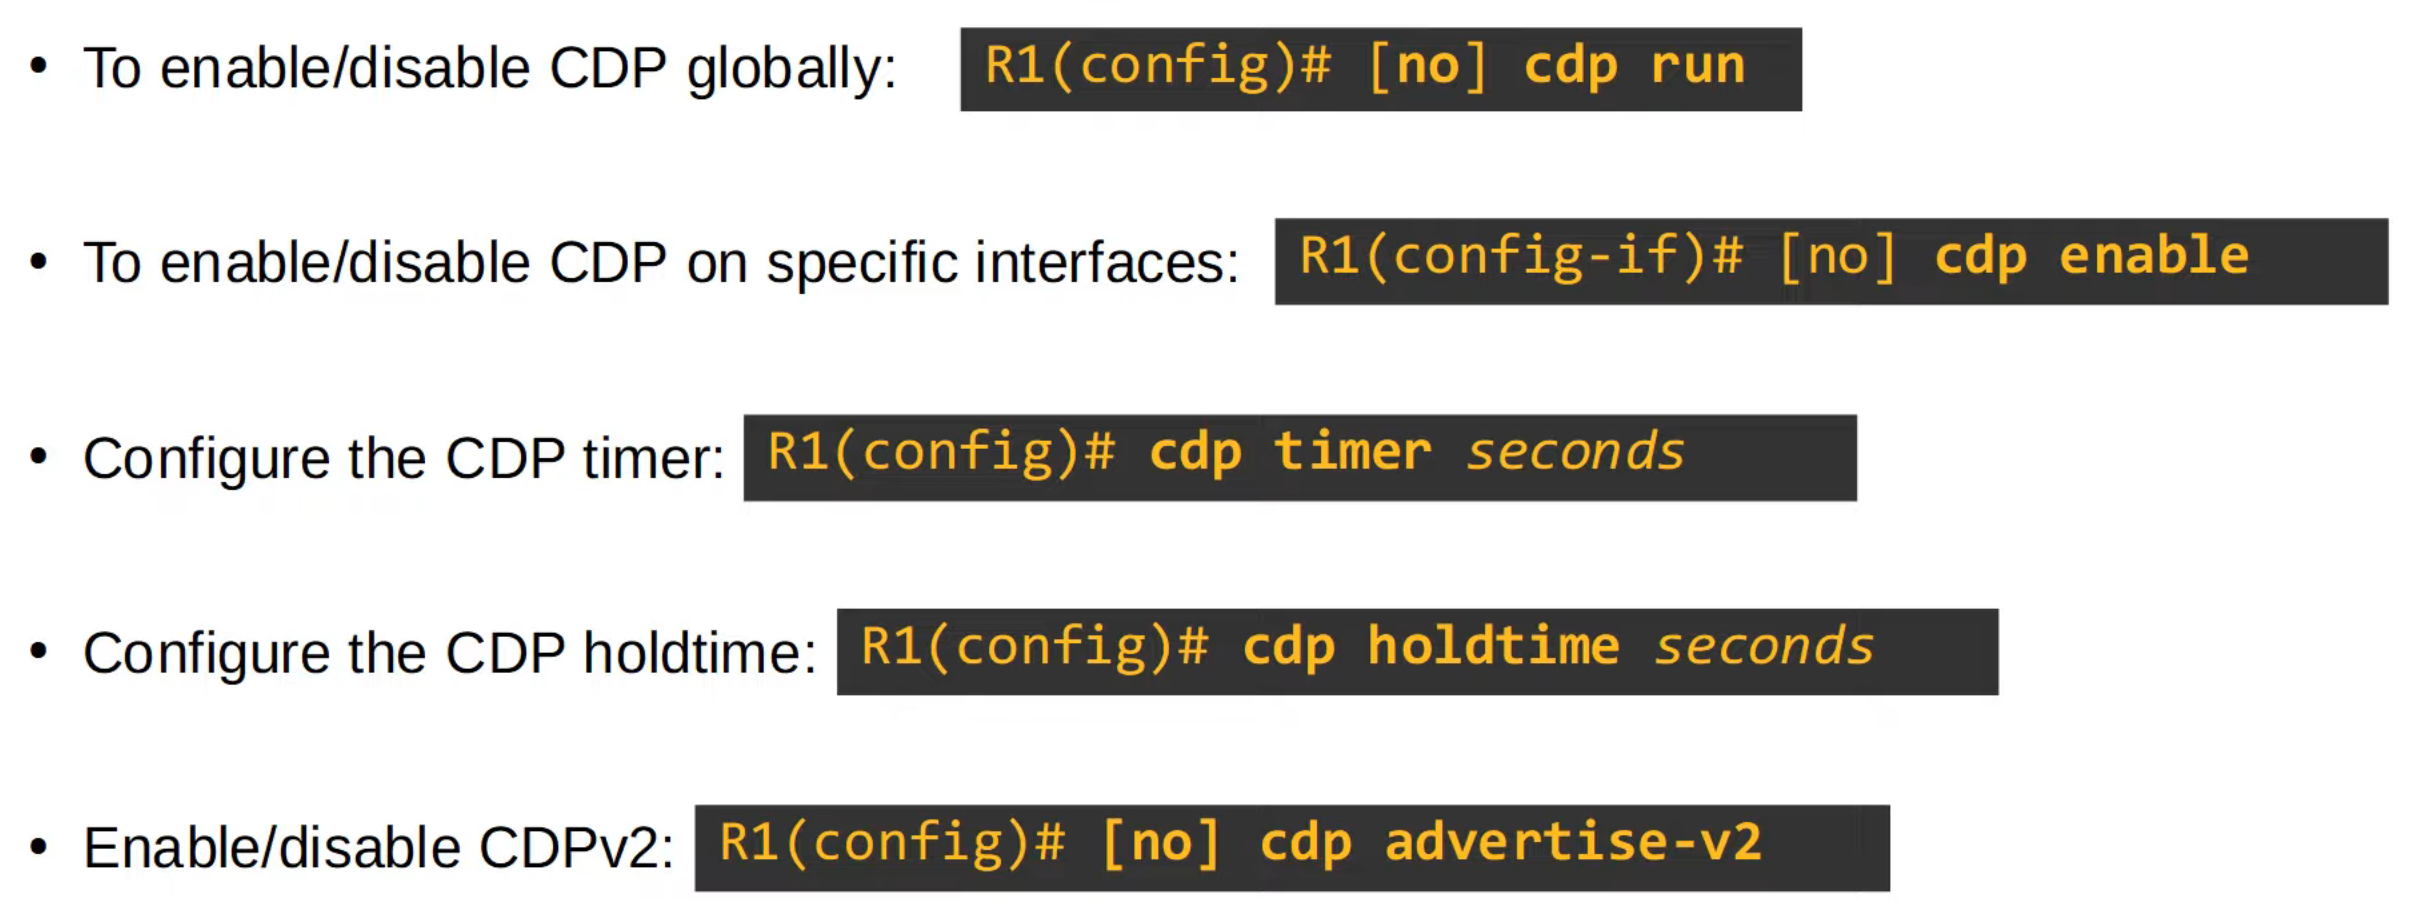 • To enable/disable CDP globally: R1(config)# [no] cdp run
• To enable/disable CDP on specific interfaces: R1(config-if)# [no] cdp enable
• Configure the CDP timer: R1(config)# cdp timer seconds
• Configure the CDP holdtime: R1(config)# cdp holdtime seconds
• Enable/disable CDPv2: R1(config)# [no] cdp advertise-v2